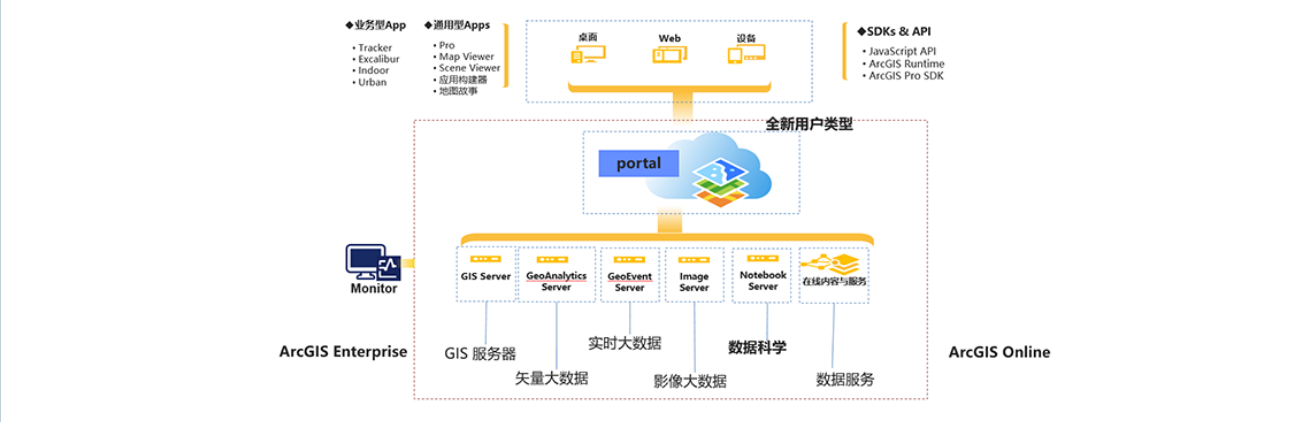 ◆业务型App
• Tracker
• Excalibur
• Indoor
• Urban
◆通用型Apps
• Pro
• Map Viewer
• Scene Viewer
• 应用构建器
• 地图故事
桌面
Web
设备
◆SDKs & API
• JavaScript API
• ArcGIS Runtime
• ArcGIS Pro SDK
全新用户类型
portal
Monitor
GIS Server
GeoAnalytics
Server
GeoEvent
Server
Image
Server
Notebook
Server
在线内容与服务
ArcGIS Enterprise
GIS 服务器
矢量大数据
实时大数据
影像大数据
数据科学
数据服务
ArcGIS Online